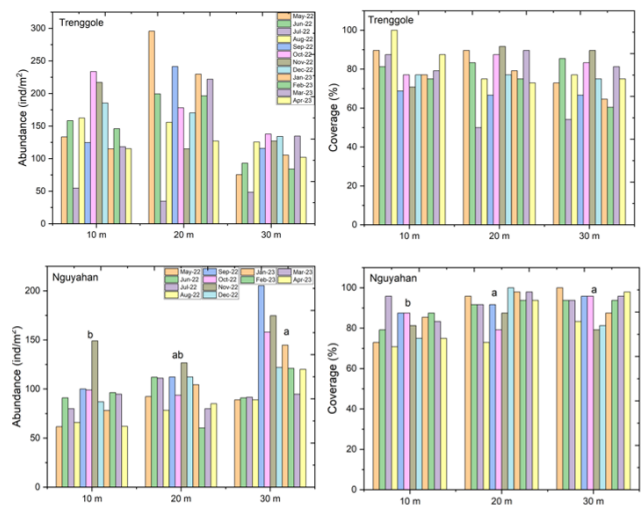 Trenggole
May-22
Jun-22
Jul-22
Aug-22
Sep-22
Oct-22
Nov-22
Dec-22
Jan-23
Feb-23
Mar-23
Apr-23
Abundance (ind/m²)
300
250
200
150
100
50
0
10 m 20 m 30 m
Trenggole
Coverage (%)
100
80
60
40
20
0
10 m 20 m 30 m
Nguyahan
May-22 Sep-22 Jan-23 Mar-23
Jun-22 Oct-22 Feb-23 Apr-23
Jul-22 Nov-22
Aug-22 Dec-22
Abundance (ind/m²)
200
150
100
50
0
b ab a
10 m 20 m 30 m
Nguyahan
Coverage (%)
100
80
60
40
20
0
b a a
10 m 20 m 30 m